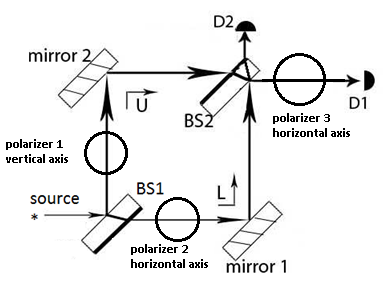 D2
mirror 2
U
BS2
D1
polarizer 3
horizontal axis
polarizer 1
vertical axis
source
*
BS1
L
polarizer 2
horizontal axis
mirror 1